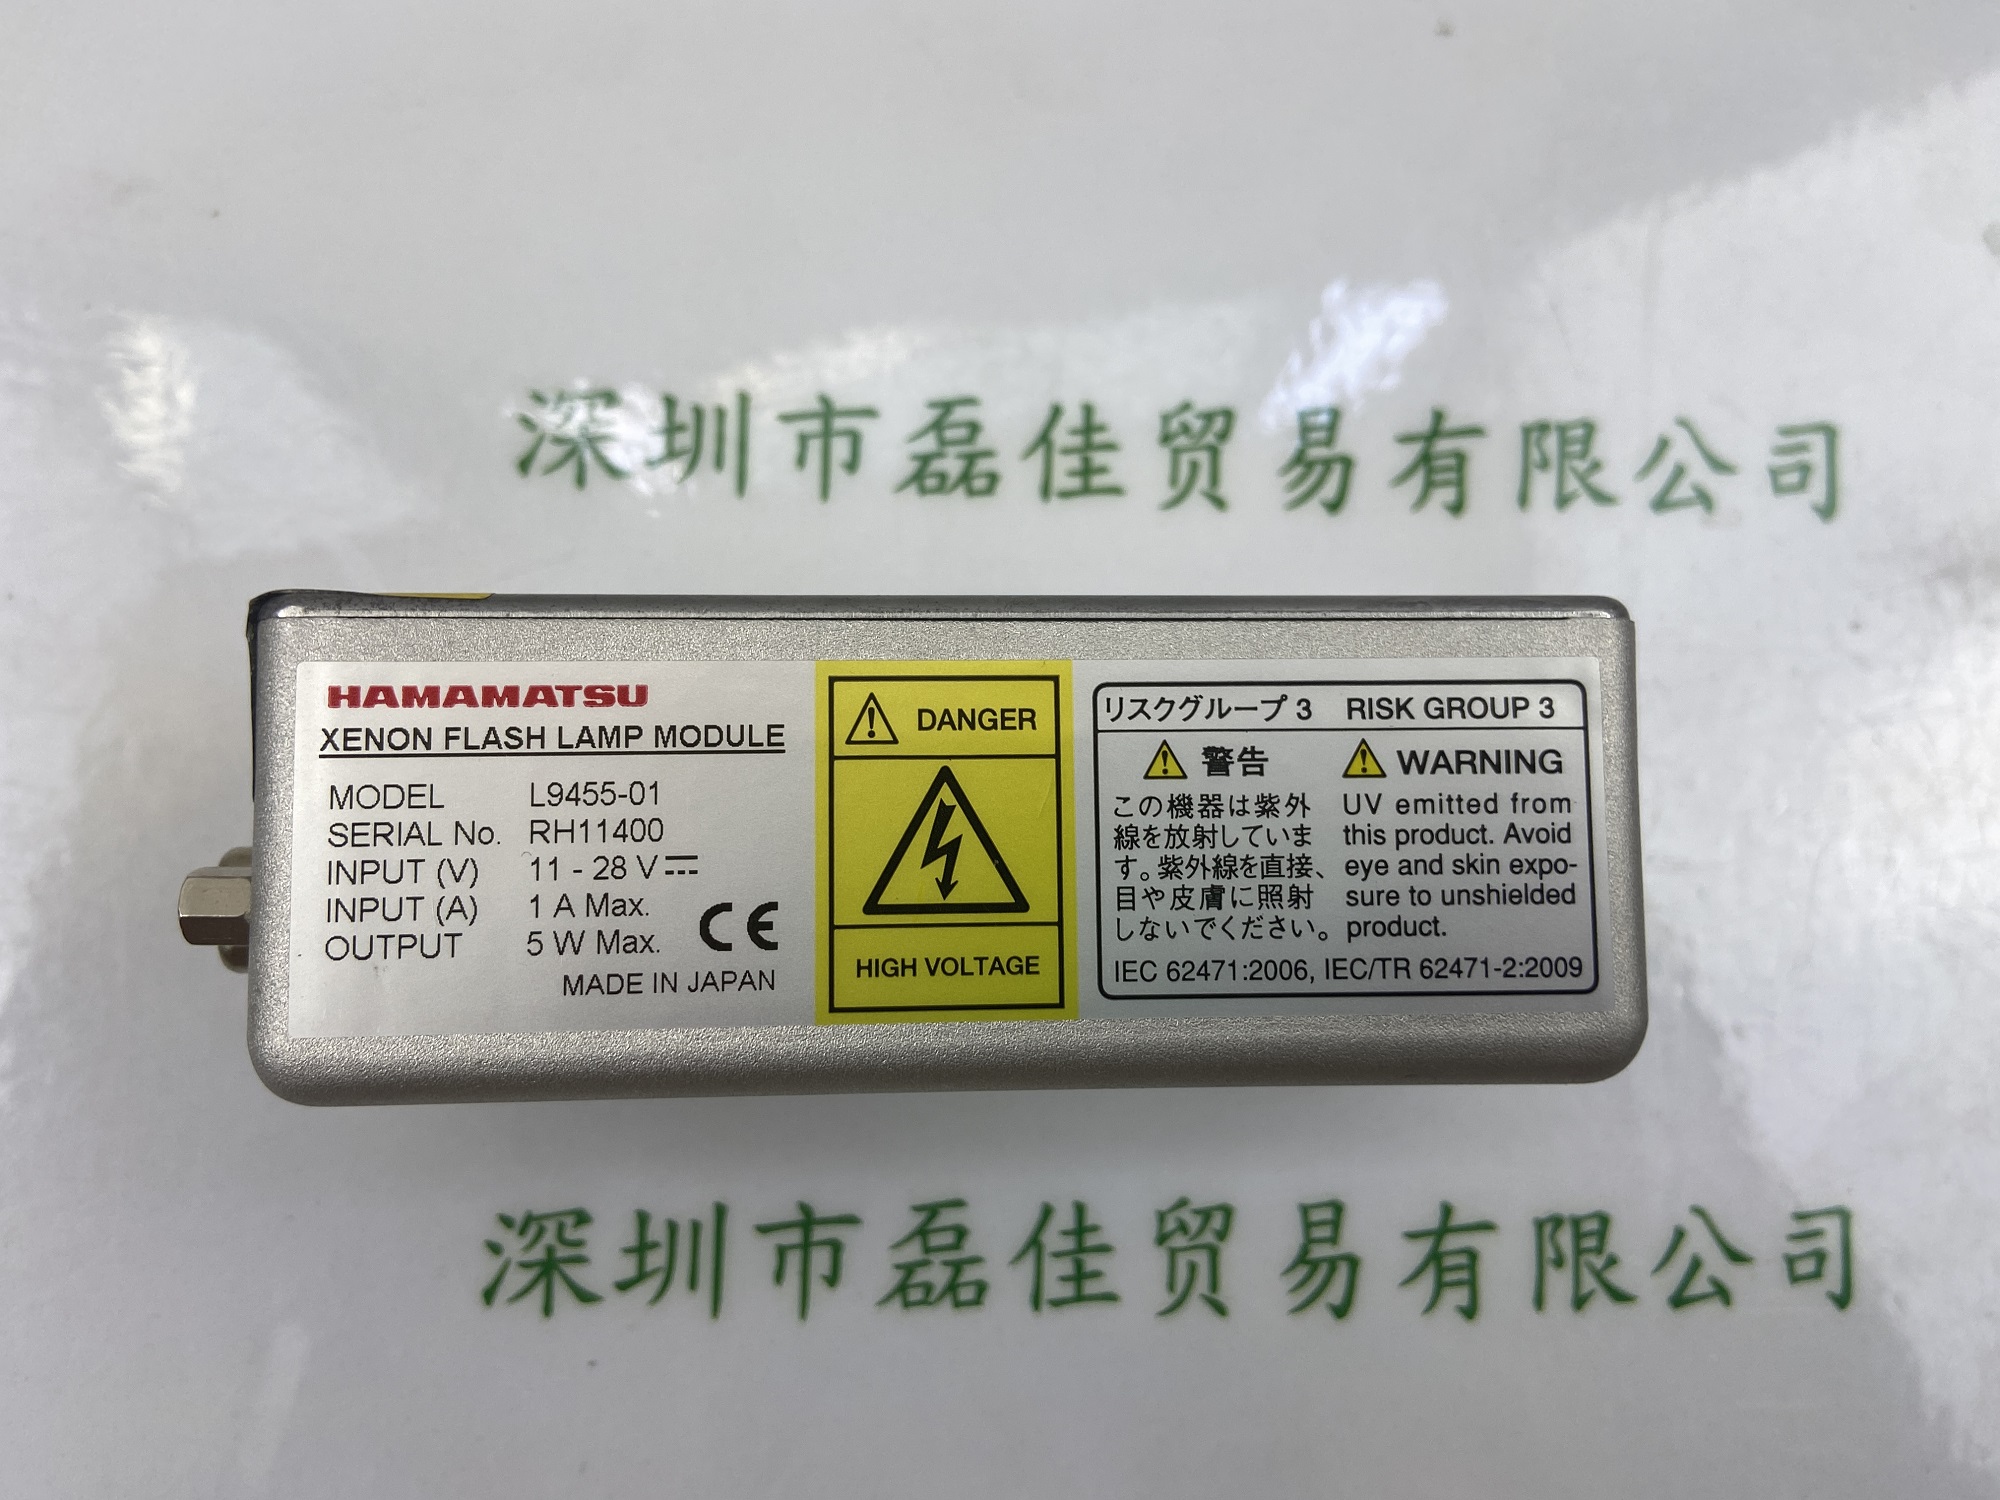 深圳市磊佳贸易有限公司
HAMAMATSU
XENON FLASH LAMP MODULE
MODEL L9455-01
SERIAL No. RH11400
INPUT (V) 11 - 28 V
INPUT (A) 1 A Max.
OUTPUT 5 W Max.
CE
MADE IN JAPAN
DANGER
HIGH VOLTAGE
リスクグループ 3 RISK GROUP 3
警告
この機器は紫外
線を放射していま
す。紫外線を直接、
目や皮膚に照射
しないでください。
WARNING
UV emitted from
this product. Avoid
eye and skin expo-
sure to unshielded
product.
IEC 62471:2006, IEC/TR 62471-2:2009
深圳市磊佳贸易有限公司